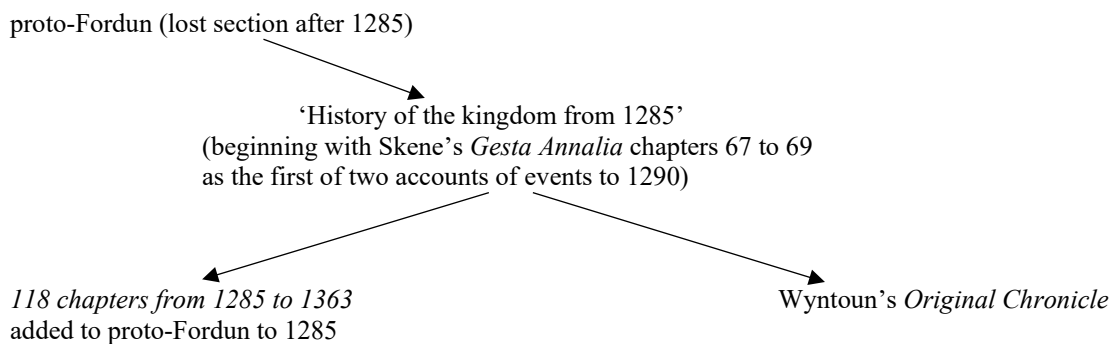 proto-Fordun (lost section after 1285)
‘History of the kingdom from 1285’
(beginning with Skene’s Gesta Annalia chapters 67 to 69
as the first of two accounts of events to 1290)
118 chapters from 1285 to 1363
added to proto-Fordun to 1285
Wyntoun’s Original Chronicle